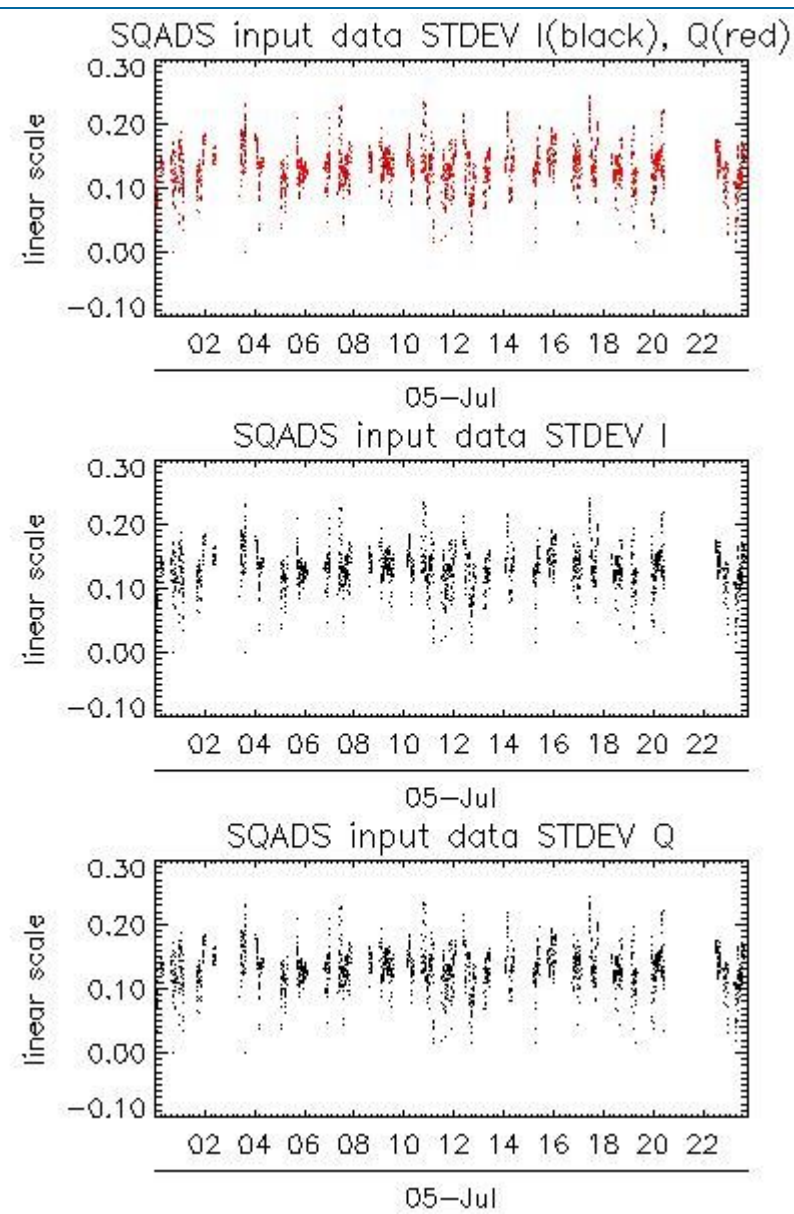 SQADS input data STDEV I(black), Q(red)
0.30
0.20
0.10
0.00
−0.10
linear scale
02 04 06 08 10 12 14 16 18 20 22
05−Jul
SQADS input data STDEV I
0.30
0.20
0.10
0.00
−0.10
linear scale
02 04 06 08 10 12 14 16 18 20 22
05−Jul
SQADS input data STDEV Q
0.30
0.20
0.10
0.00
−0.10
linear scale
02 04 06 08 10 12 14 16 18 20 22
05−Jul